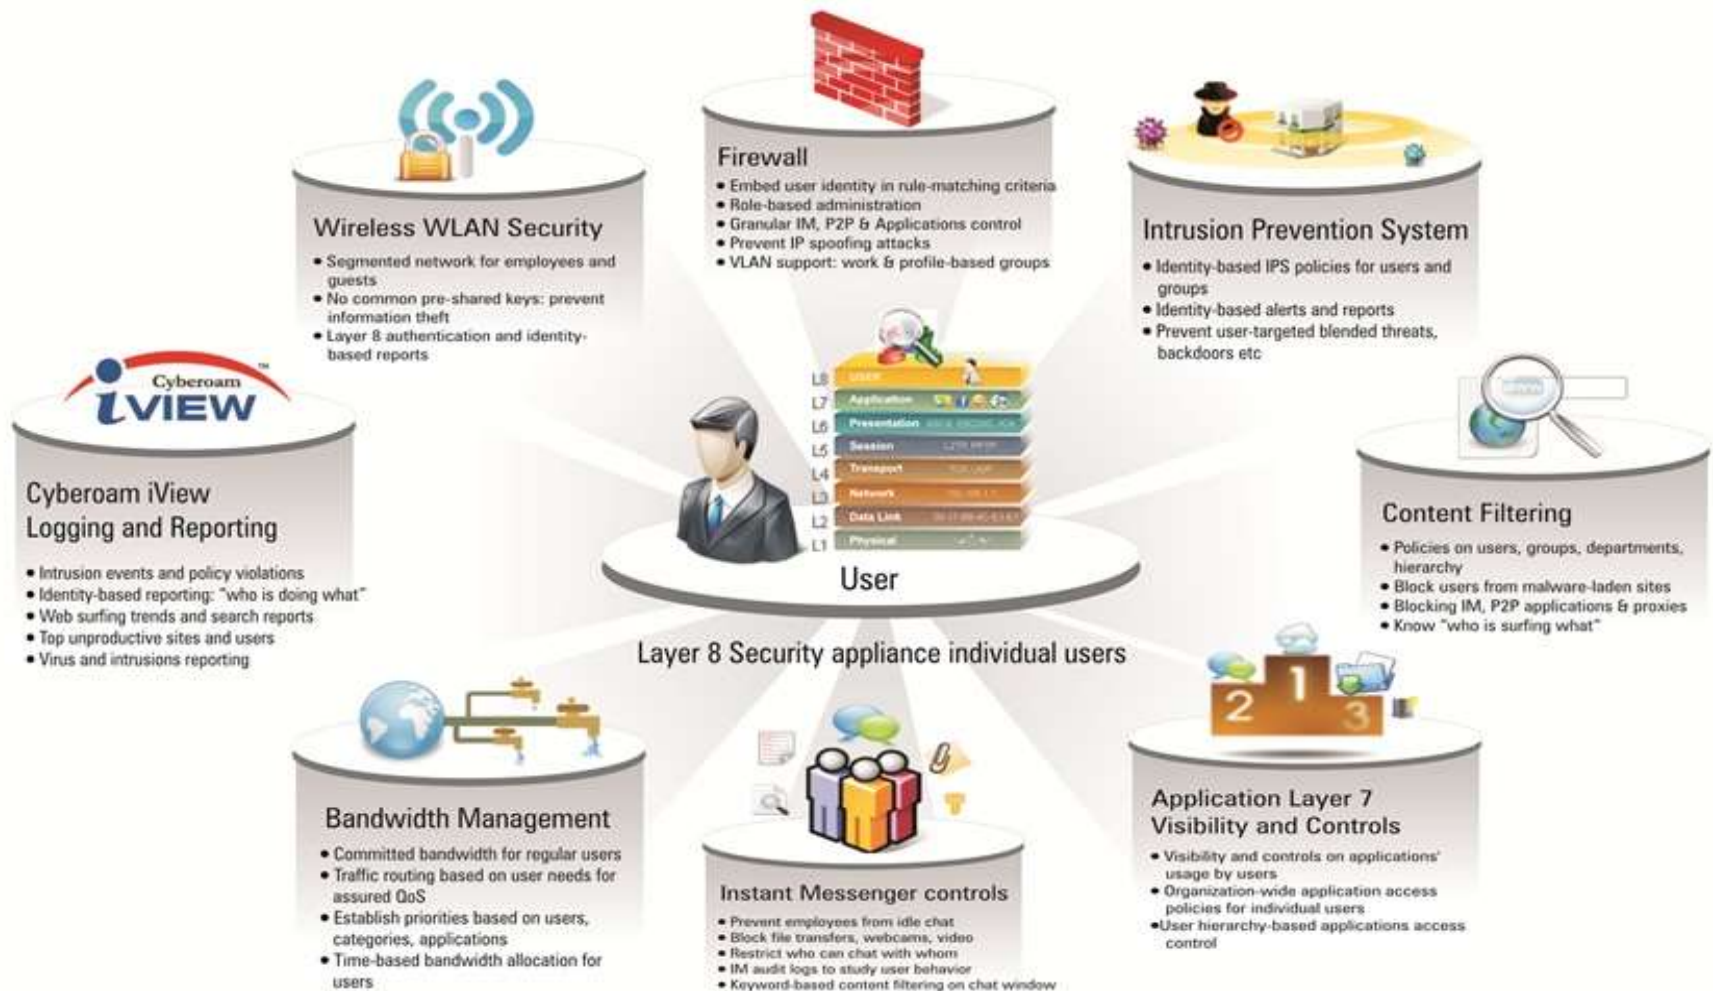 Firewall
• Embed user identity in rule-matching criteria
• Role-based administration
• Granular IM, P2P & Applications control
• Prevent IP spoofing attacks
• VLAN support: work & profile-based groups
Wireless WLAN Security
• Segmented network for employees and
guests
• No common pre-shared keys: prevent
information theft
• Layer 8 authentication and identity-
based reports
Intrusion Prevention System
• Identity-based IPS policies for users and
groups
• Identity-based alerts and reports
• Prevent user-targeted blended threats,
backdoors etc
Cyberoam
iVIEW
TM
Cyberoam iView
Logging and Reporting
• Intrusion events and policy violations
• Identity-based reporting: "who is doing what"
• Web surfing trends and search reports
• Top unproductive sites and users
• Virus and intrusions reporting
L8 USER
L7 Application
L6 Presentation
L5 Session
L4 Transport
L3 Network
L2 Data Link
L1 Physical
User
Layer 8 Security appliance individual users
Content Filtering
• Policies on users, groups, departments,
hierarchy
• Block users from malware-laden sites
• Blocking IM, P2P applications & proxies
• Know "who is surfing what"
Bandwidth Management
• Committed bandwidth for regular users
• Traffic routing based on user needs for
assured QoS
• Establish priorities based on users,
categories, applications
• Time-based bandwidth allocation for
users
Instant Messenger controls
• Prevent employees from idle chat
• Block file transfers, webcams, video
• Restrict who can chat with whom
• IM audit logs to study user behavior
• Keyword-based content filtering on chat window
2 1 3
Application Layer 7
Visibility and Controls
• Visibility and controls on applications'
usage by users
• Organization-wide application access
policies for individual users
•User hierarchy-based applications access
control